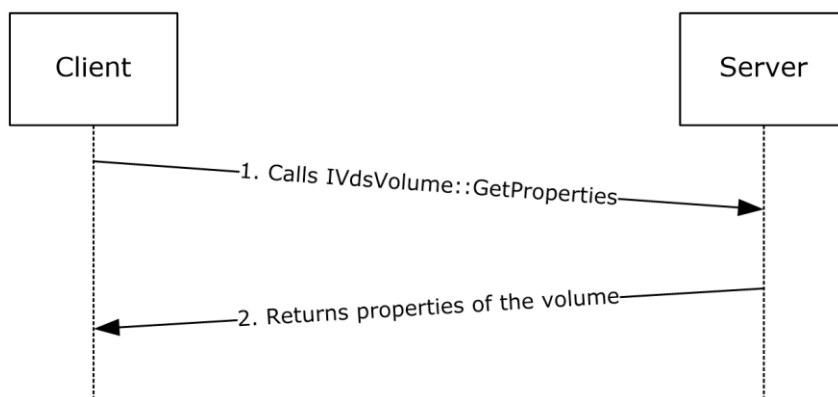 Client
Server
1. Calls IVdsVolume::GetProperties
2. Returns properties of the volume